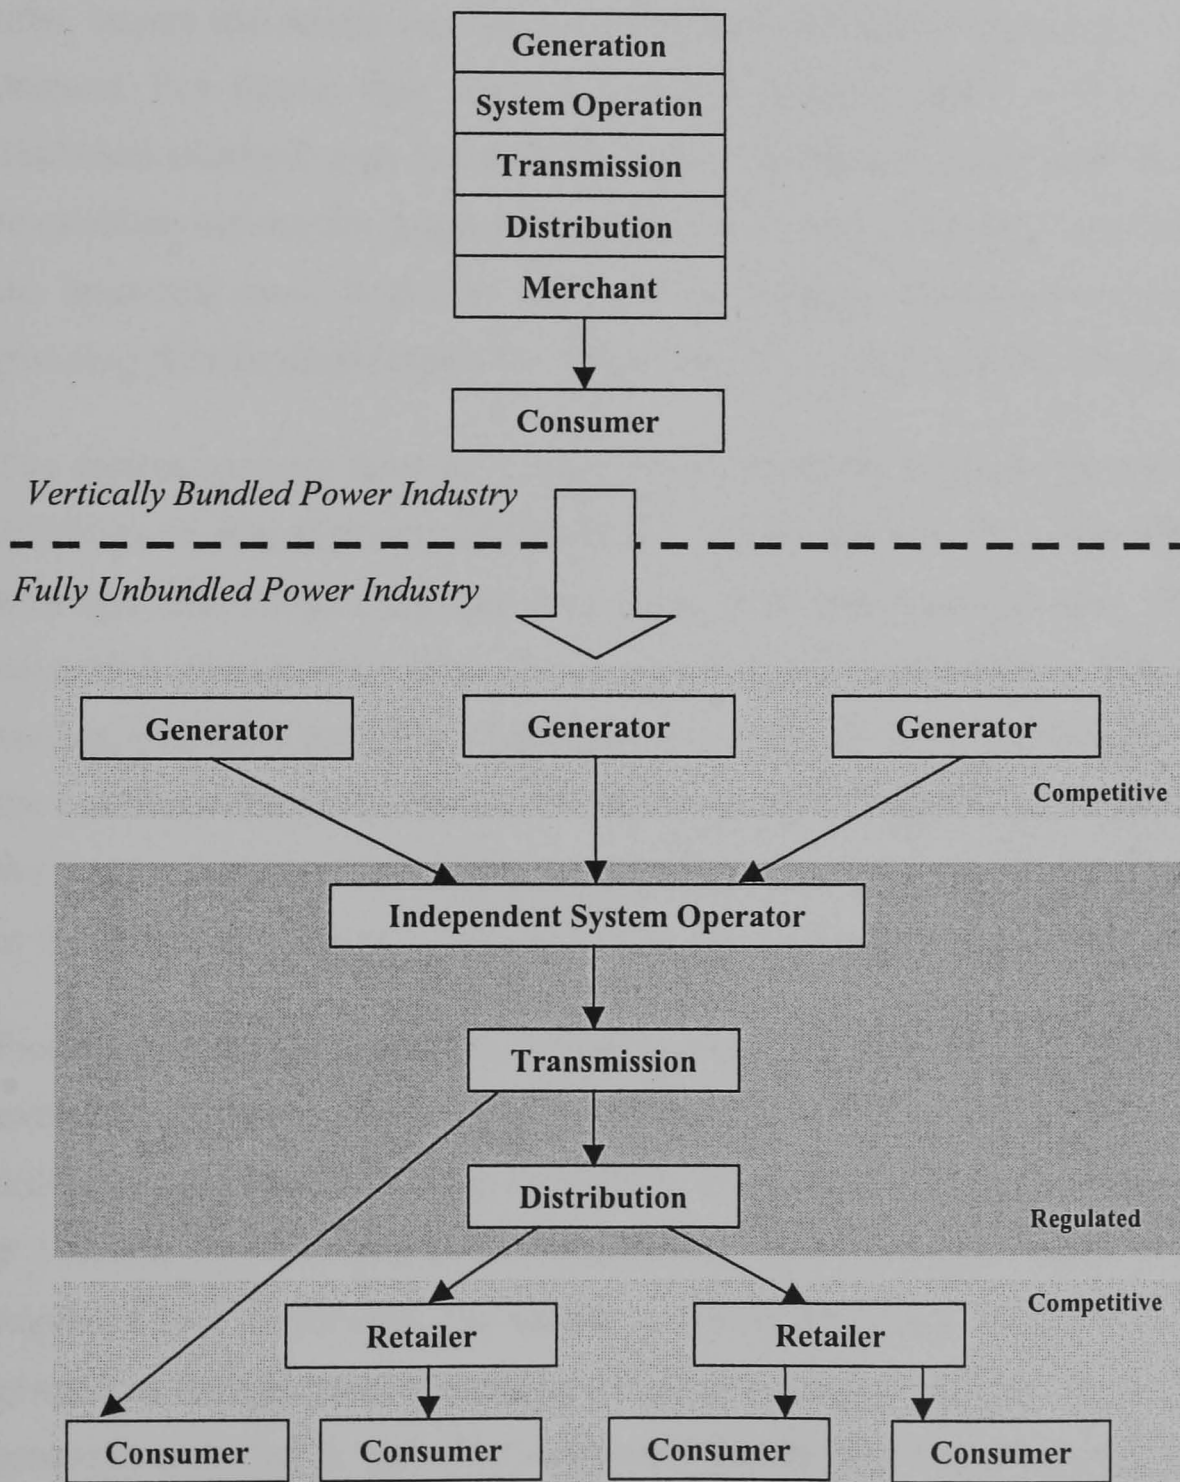 Generation
System Operation
Transmission
Distribution
Merchant
Consumer
Vertically Bundled Power Industry
Fully Unbundled Power Industry
Generator Generator Generator
Competitive
Independent System Operator
Transmission
Distribution
Regulated
Competitive
Retailer Retailer
Consumer Consumer Consumer Consumer